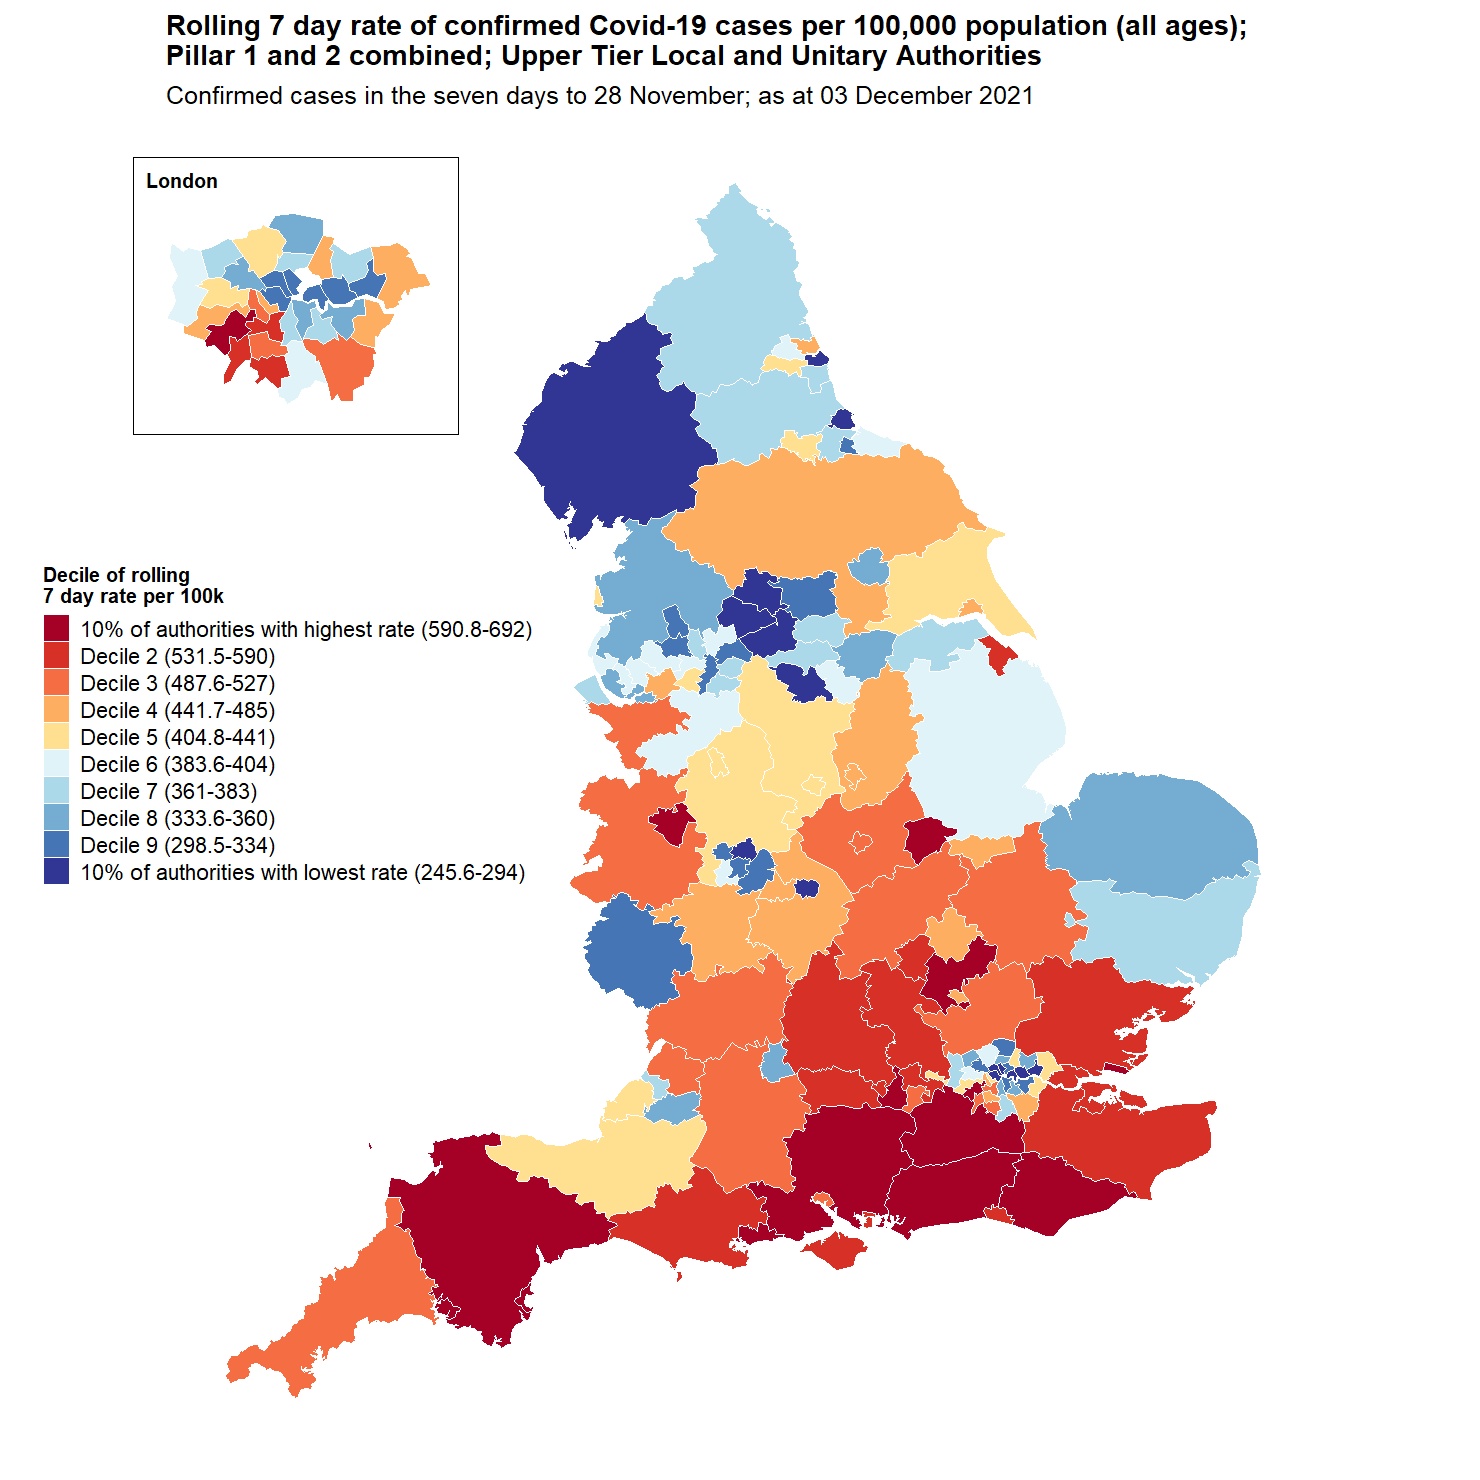 Rolling 7 day rate of confirmed Covid-19 cases per 100,000 population (all ages);
Pillar 1 and 2 combined; Upper Tier Local and Unitary Authorities
Confirmed cases in the seven days to 28 November; as at 03 December 2021
London
Decile of rolling
7 day rate per 100k
10% of authorities with highest rate (590.8-692)
Decile 2 (531.5-590)
Decile 3 (487.6-527)
Decile 4 (441.7-485)
Decile 5 (404.8-441)
Decile 6 (383.6-404)
Decile 7 (361-383)
Decile 8 (333.6-360)
Decile 9 (298.5-334)
10% of authorities with lowest rate (245.6-294)